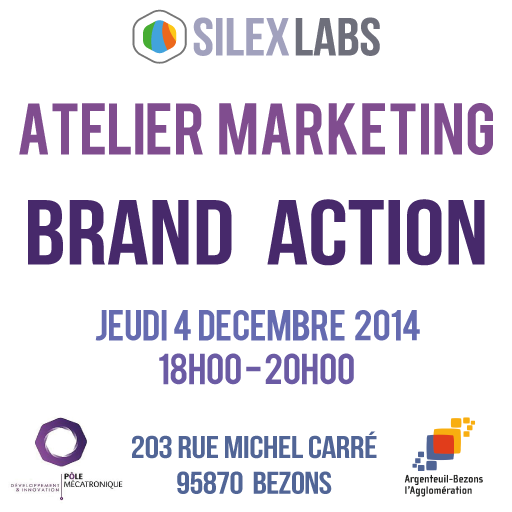 SILEX LABS
ATELIER MARKETING
BRAND ACTION
JEUDI 4 DECEMBRE 2014
18H00-20H00
203 RUE MICHEL CARRÉ
95870 BEZONS
DÉVELOPPEMENT
& INNOVATION
PÔLE
MÉCATRONIQUE
Argenteuil-Bezons
l'Agglomération